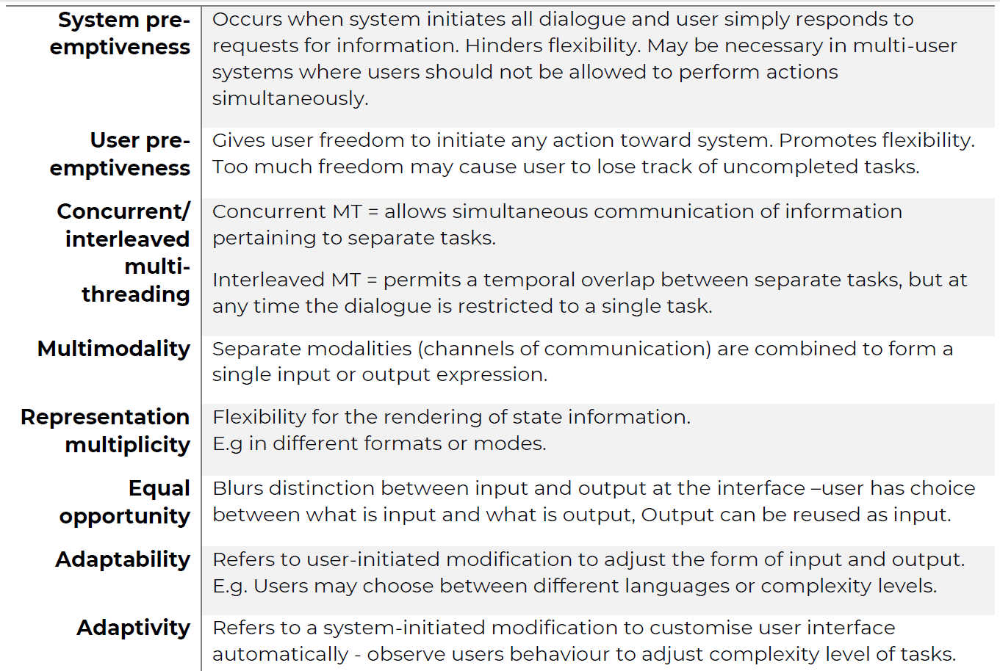 System pre-
emptiveness
Occurs when system initiates all dialogue and user simply responds to
requests for information. Hinders flexibility. May be necessary in multi-user
systems where users should not be allowed to perform actions
simultaneously.
User pre-
emptiveness
Gives user freedom to initiate any action toward system. Promotes flexibility.
Too much freedom may cause user to lose track of uncompleted tasks.
Concurrent/
interleaved
multi-
threading
Concurrent MT = allows simultaneous communication of information
pertaining to separate tasks.
Interleaved MT = permits a temporal overlap between separate tasks, but at
any time the dialogue is restricted to a single task.
Multimodality
Separate modalities (channels of communication) are combined to form a
single input or output expression.
Representation
multiplicity
Flexibility for the rendering of state information.
E.g in different formats or modes.
Equal
opportunity
Blurs distinction between input and output at the interface –user has choice
between what is input and what is output, Output can be reused as input.
Adaptability
Refers to user-initiated modification to adjust the form of input and output.
E.g. Users may choose between different languages or complexity levels.
Adaptivity
Refers to a system-initiated modification to customise user interface
automatically - observe users behaviour to adjust complexity level of tasks.